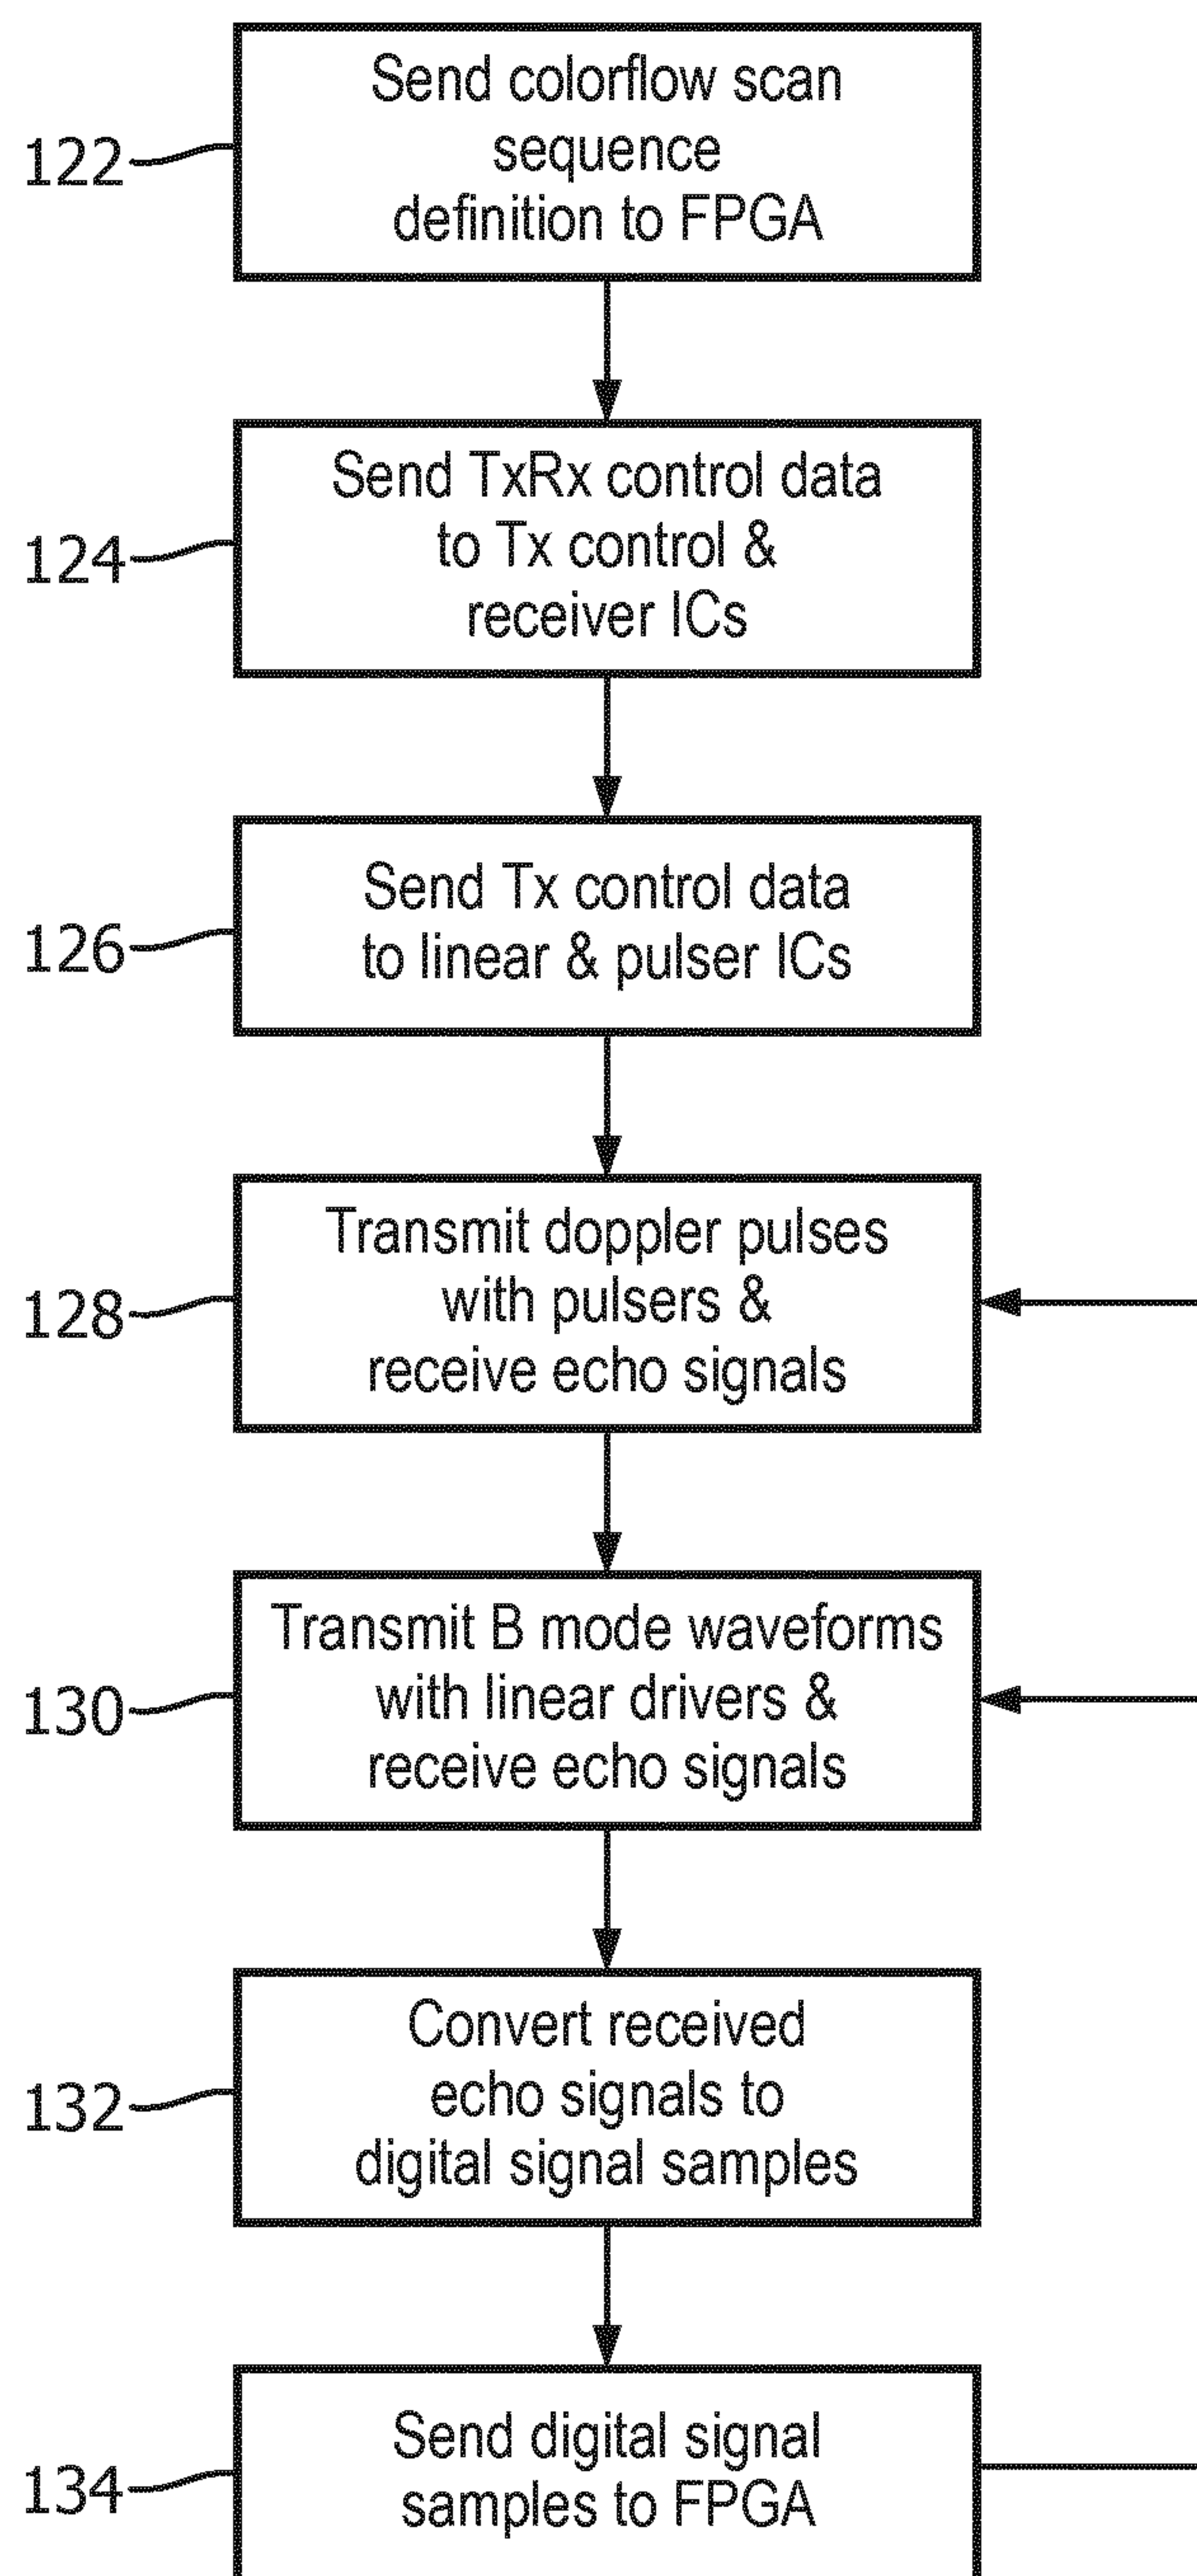 Send colorflow scan
sequence
definition to FPGA
122
Send TxRx control data
to Tx control &
receiver ICs
124
Send Tx control data
to linear & pulser ICs
126
Transmit doppler pulses
with pulsers &
receive echo signals
128
Transmit B mode waveforms
with linear drivers &
receive echo signals
130
Convert received
echo signals to
digital signal samples
132
Send digital signal
samples to FPGA
134